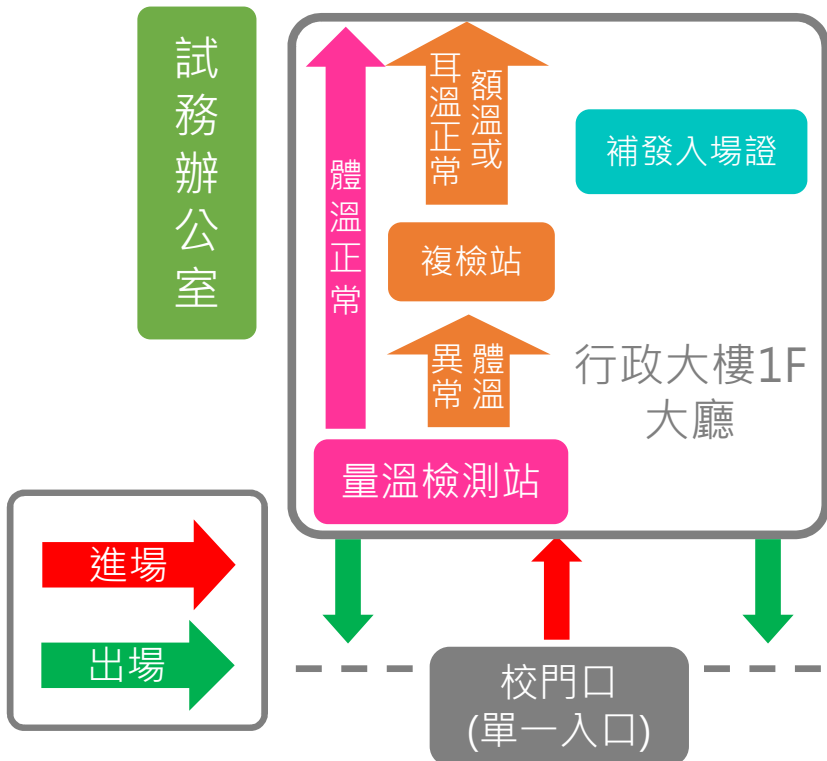 試務辦公室
體溫正常
額溫或
耳溫正常
補發入場證
複檢站
體溫
異常
行政大樓1F
大廳
量溫檢測站
進場
出場
校門口
(單一入口)